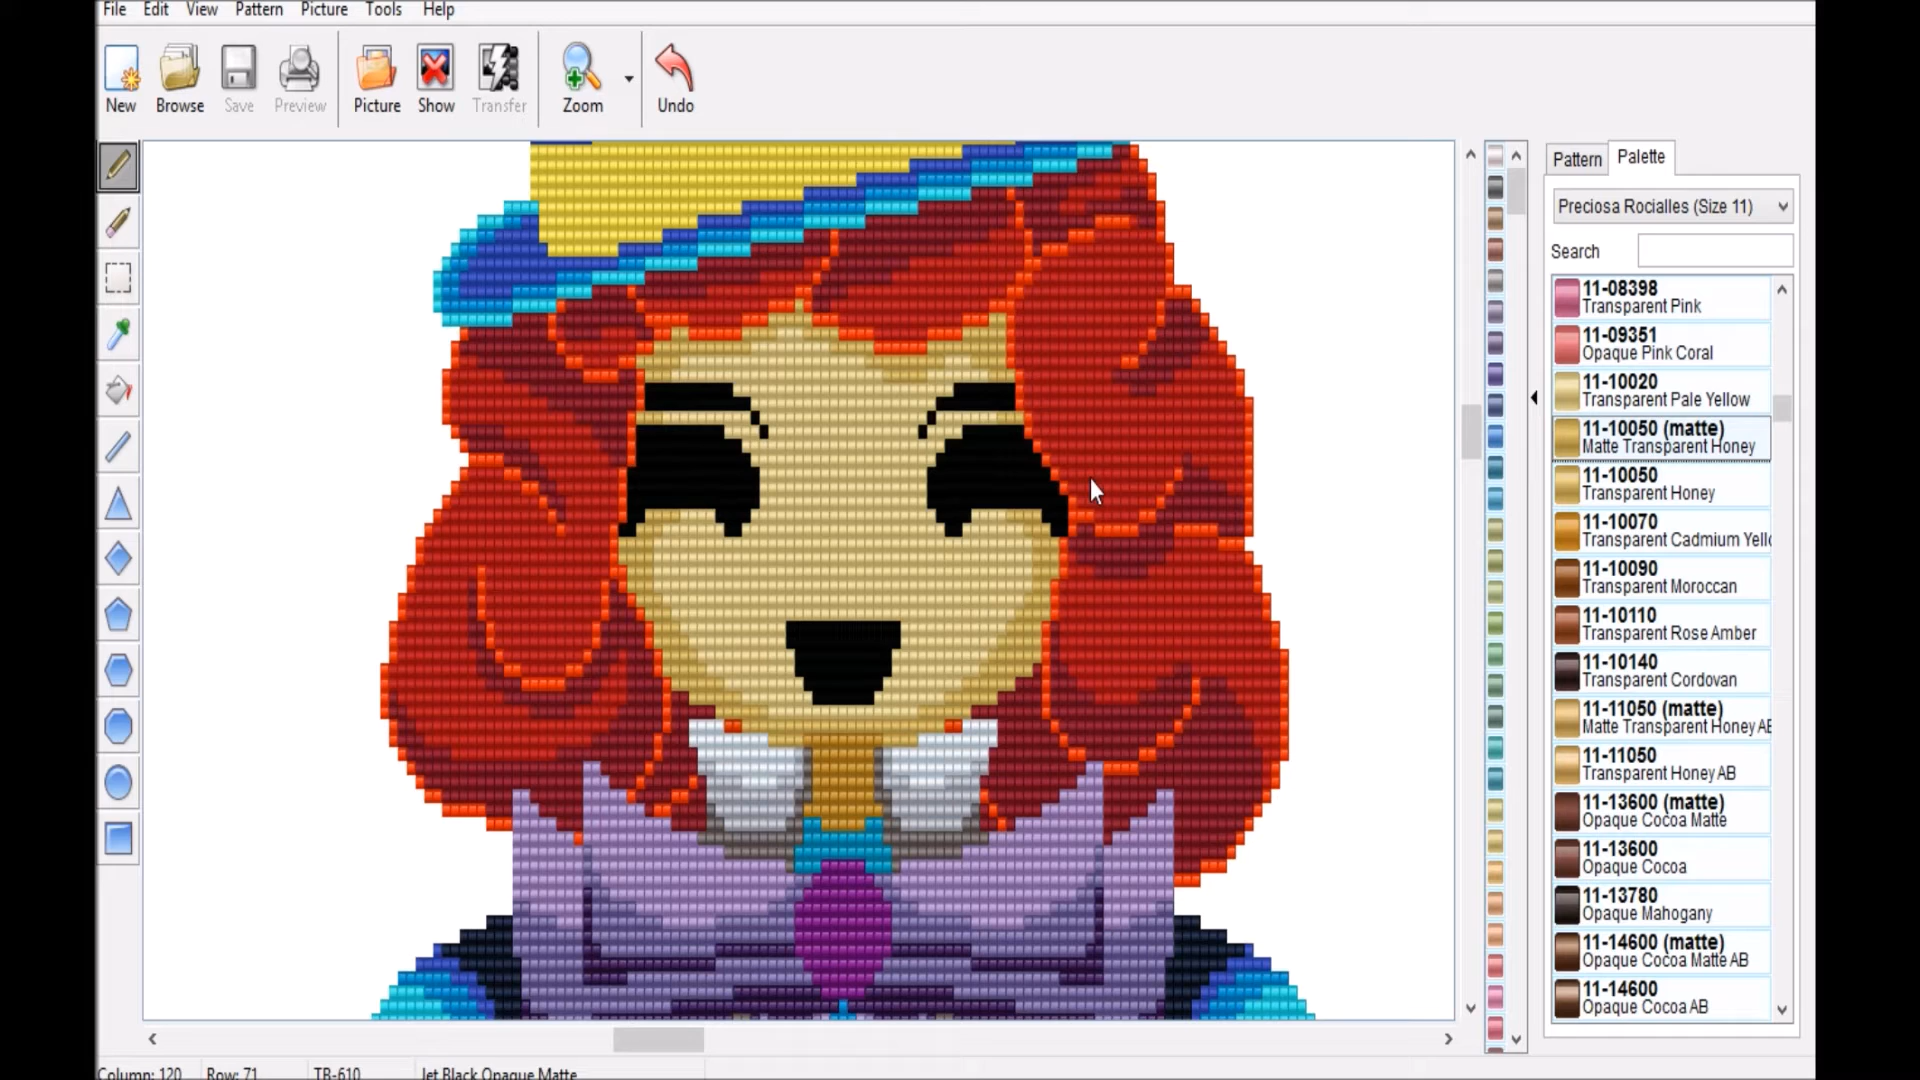 File Edit View Pattern Picture Tools Help
New Browse Save Preview Picture Show Transfer Zoom Undo
Pattern Palette
Preciosa Rocialles (Size 11)
Search
11-08398
Transparent Pink
11-09351
Opaque Pink Coral
11-10020
Transparent Pale Yellow
11-10050 (matte)
Matte Transparent Honey
11-10050
Transparent Honey
11-10070
Transparent Cadmium Yello
11-10090
Transparent Moroccan
11-10110
Transparent Rose Amber
11-10140
Transparent Cordovan
11-11050 (matte)
Matte Transparent Honey AB
11-11050
Transparent Honey AB
11-13600 (matte)
Opaque Cocoa Matte
11-13600
Opaque Cocoa
11-13780
Opaque Mahogany
11-14600 (matte)
Opaque Cocoa Matte AB
11-14600
Opaque Cocoa AB
Column: 120 Row: 71 TB-610 Jet Black Opaque Matte